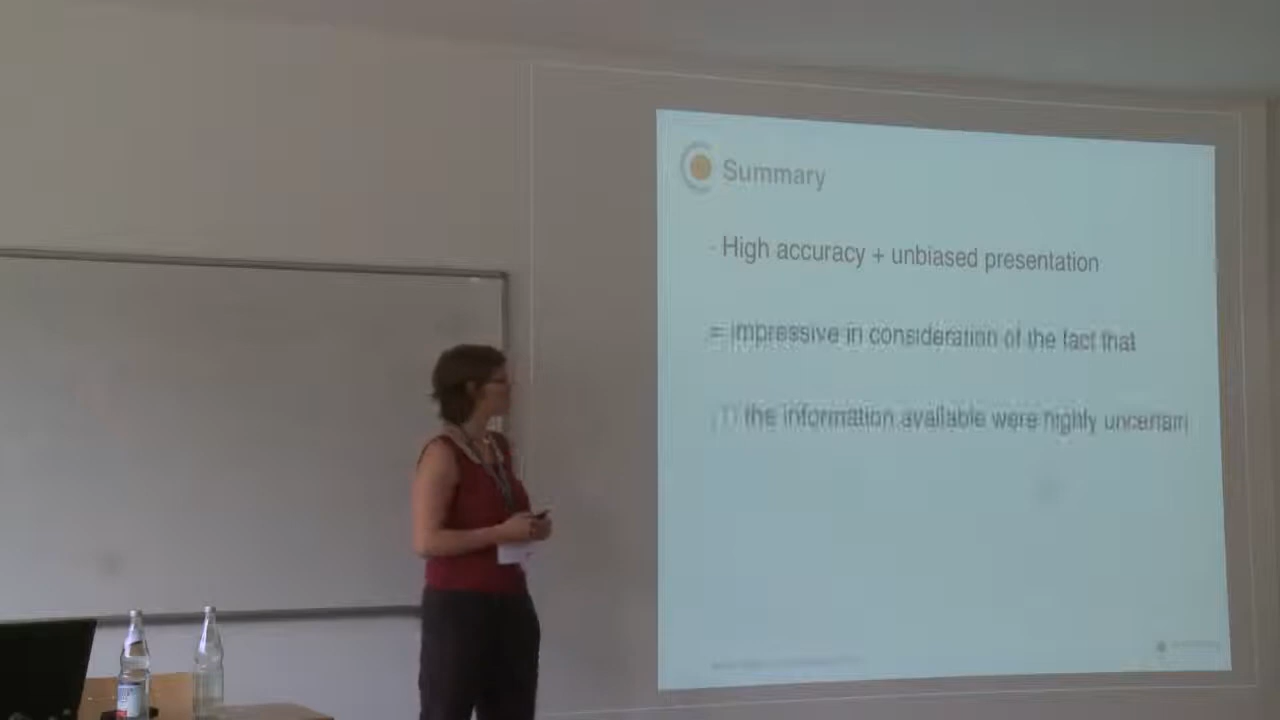 Summary
- High accuracy + unbiased presentation
= impressive in consideration of the fact that
the information available were highly uncertain